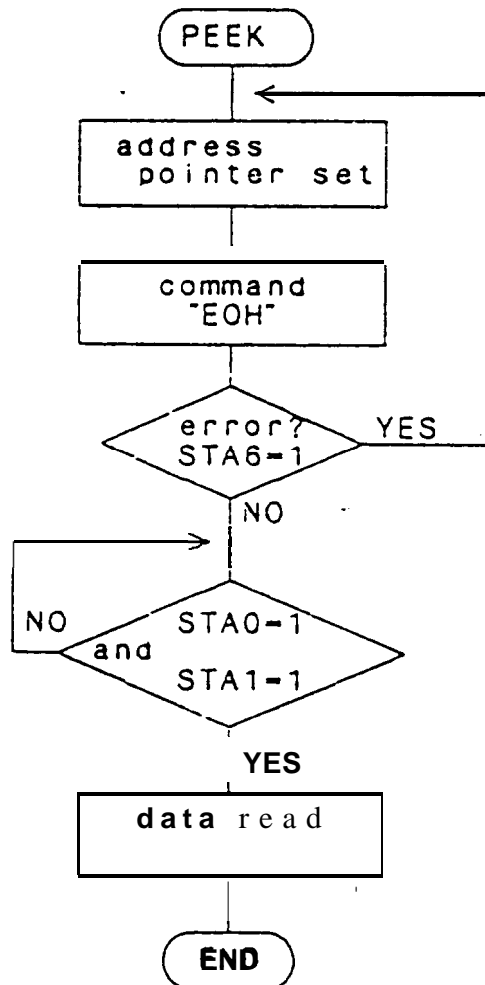 PEEK
address
pointer set
command
"EOH"
error?
STA6=1
YES
NO
NO
STA0=1
and
STA1=1
YES
data read
END